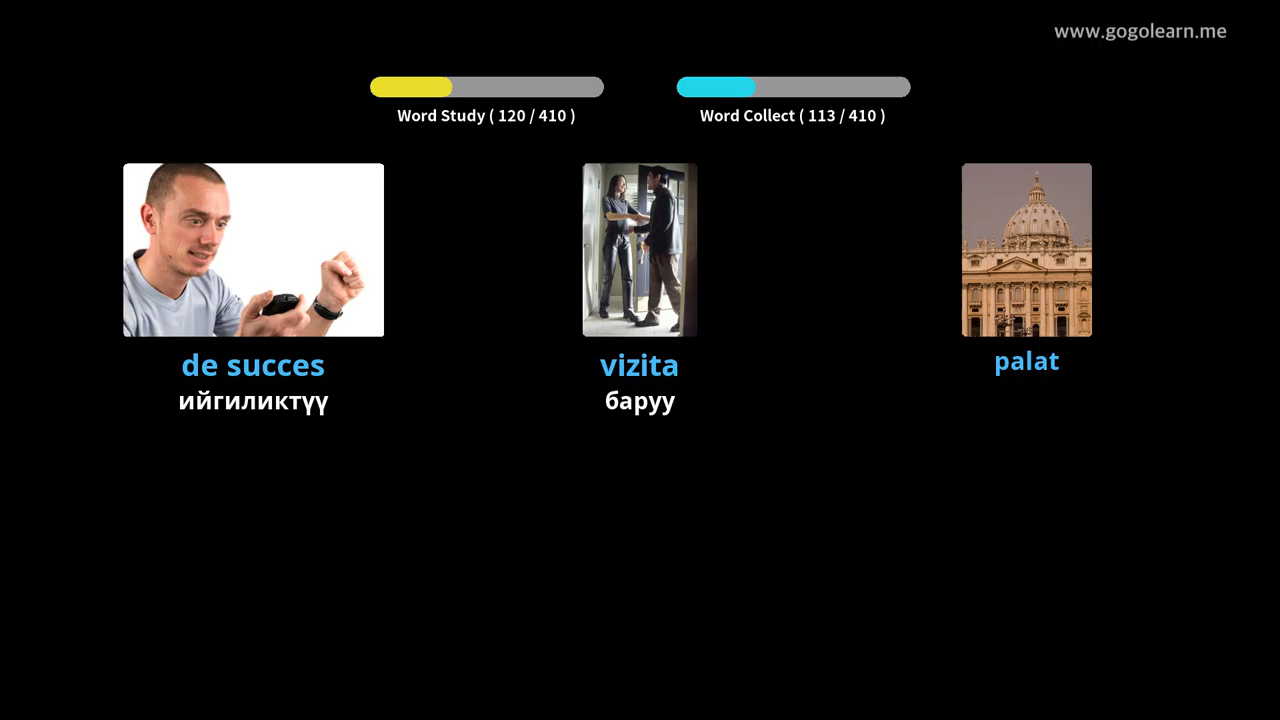 www.gogolearn.me
Word Study ( 120 / 410 )
Word Collect ( 113 / 410 )
de succes
ийгиликтүү
vizita
баруу
palat